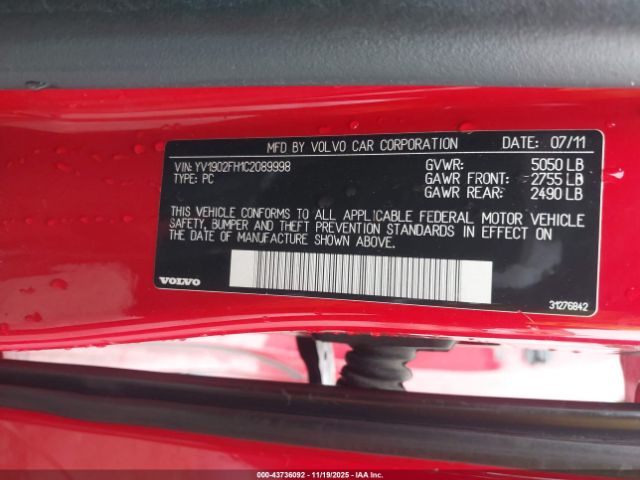 MFD BY VOLVO CAR CORPORATION DATE: 07/11
VIN: YV1902FH1C2089998 GVWR: 5050 LB
TYPE: PC GAWR FRONT: 2755 LB
GAWR REAR: 2490 LB
THIS VEHICLE CONFORMS TO ALL APPLICABLE FEDERAL MOTOR VEHICLE
SAFETY, BUMPER AND THEFT PREVENTION STANDARDS IN EFFECT ON
THE DATE OF MANUFACTURE SHOWN ABOVE.
VOLVO
31276842
000-43736092 - 11/19/2025 - IAA Inc.